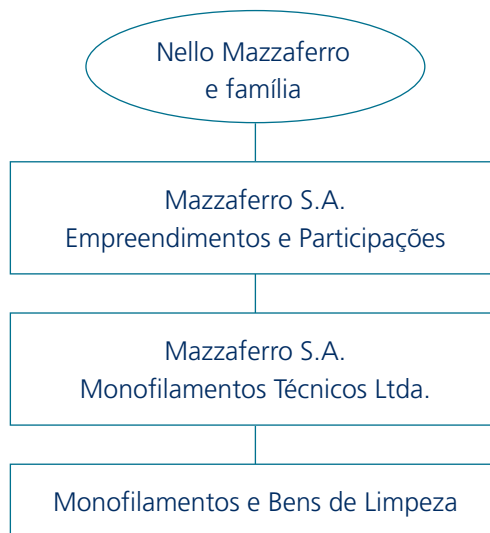 Nello Mazzaferro
e família
Mazzaferro S.A.
Empreendimentos e Participações
Mazzaferro S.A.
Monofilamentos Técnicos Ltda.
Monofilamentos e Bens de Limpeza